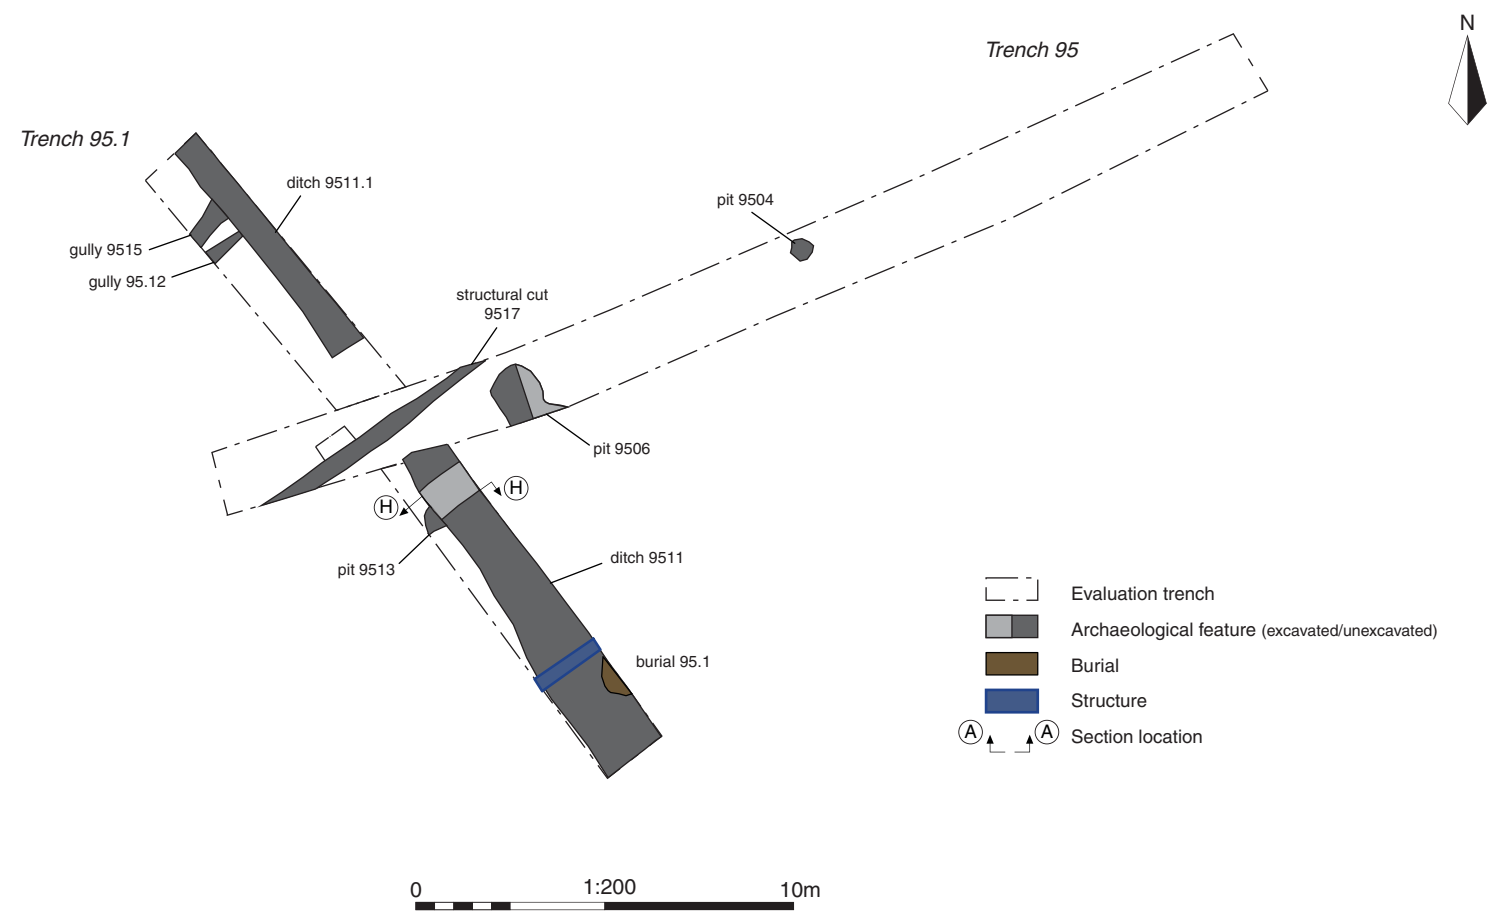 N
Trench 95
Trench 95.1
ditch 9511.1
pit 9504
gully 9515
gully 95.12
structural cut
9517
pit 9506
H
H
pit 9513
ditch 9511
burial 95.1
Evaluation trench
Archaeological feature (excavated/unexcavated)
Burial
Structure
A A Section location
0 1:200 10m